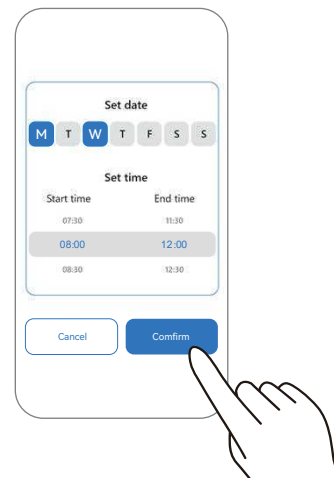 Set date
M T W T F S S
Set time
Start time End time
07:30 11:30
08:00 12:00
08:30 12:30
Cancel Confirm